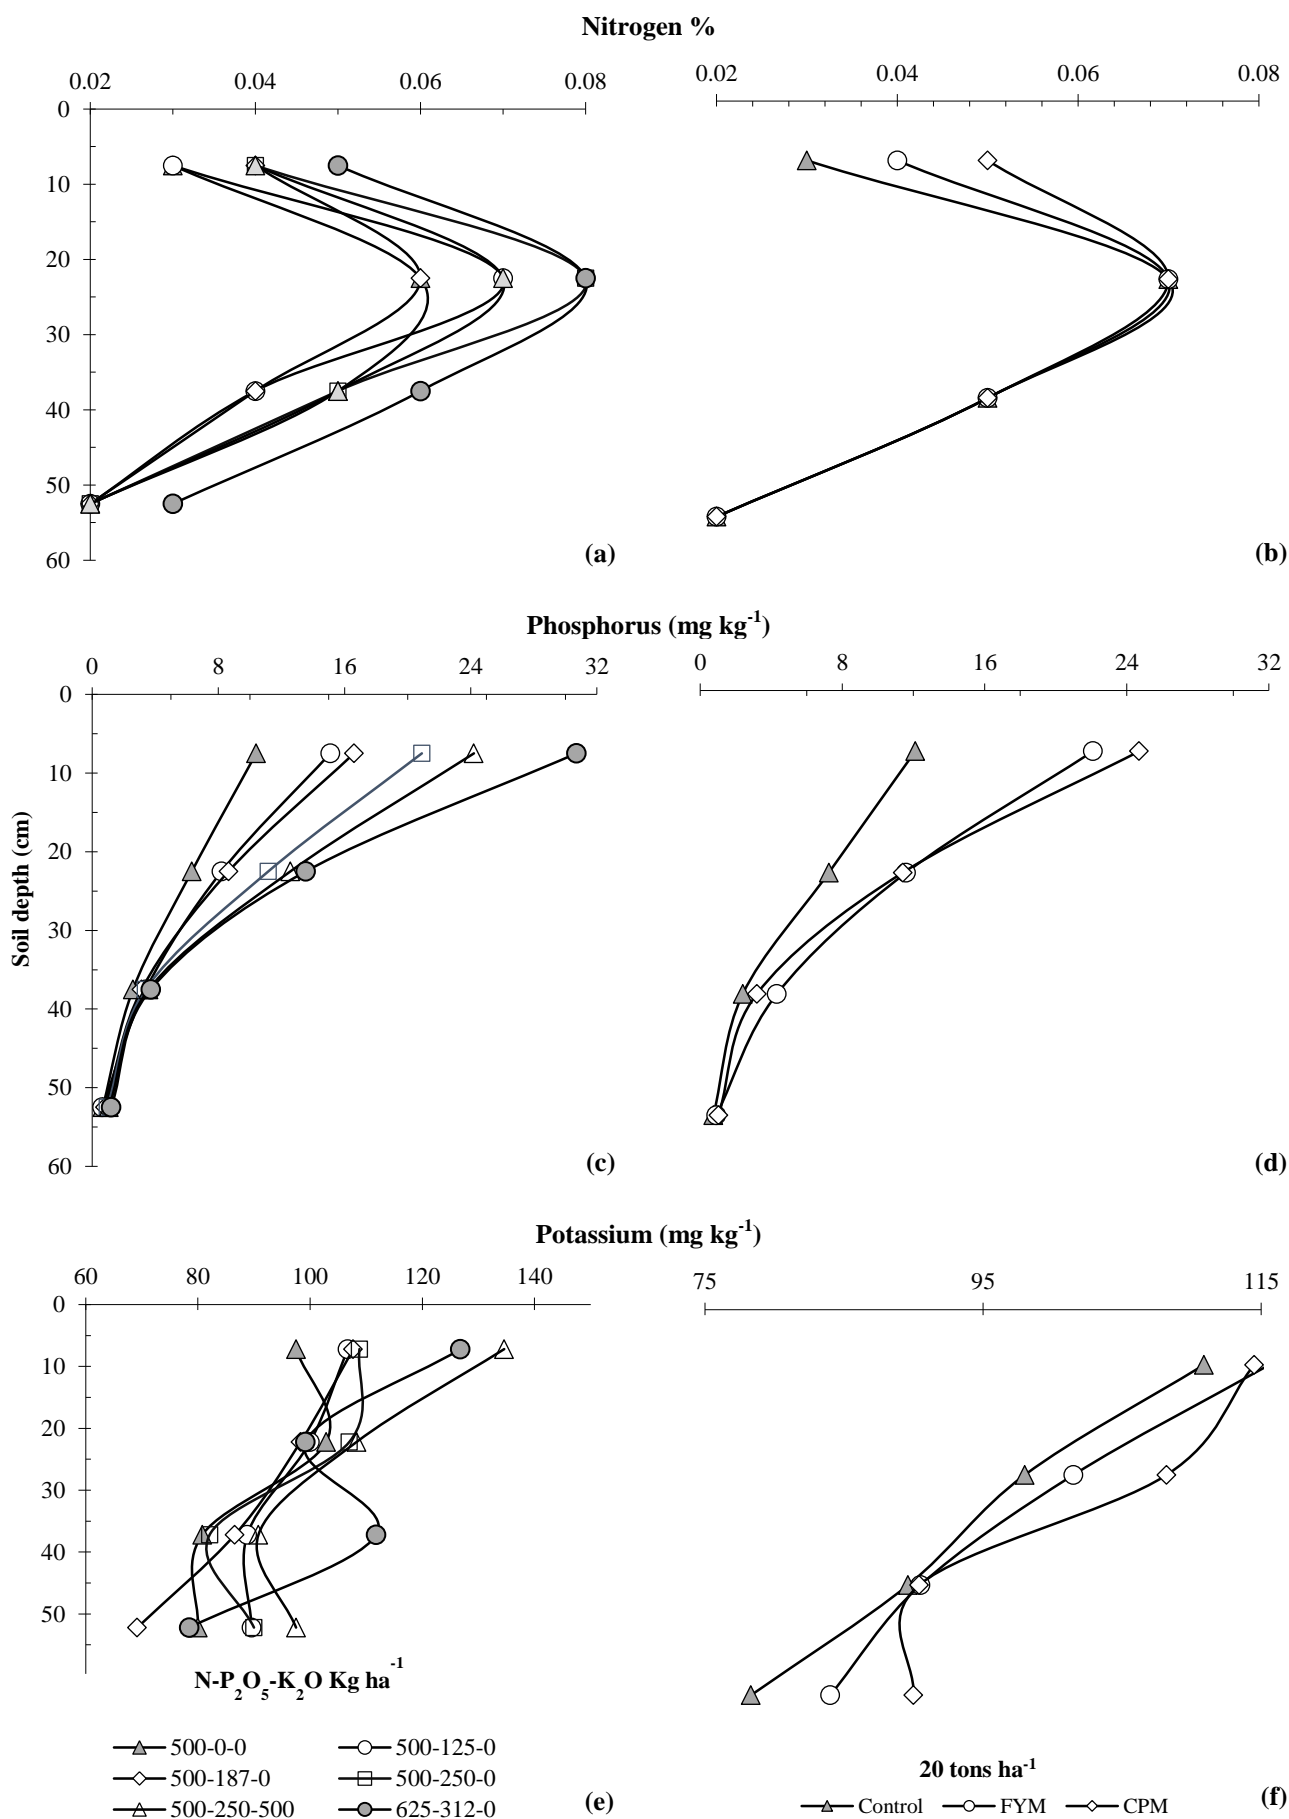 Nitrogen %
0.02 0.04 0.06 0.08
0.02 0.04 0.06 0.08
0
10
20
30
40
50
60
(a)
(b)
Phosphorus (mg kg-1)
0 8 16 24 32
0 8 16 24 32
0
10
20
30
40
50
60
Soil depth (cm)
(c)
(d)
Potassium (mg kg-1)
60 80 100 120 140
75 95 115
0
10
20
30
40
50
N-P2O5-K2O Kg ha-1
500-0-0 500-125-0
500-187-0 500-250-0
500-250-500 625-312-0
(e)
20 tons ha-1
Control FYM CPM
(f)